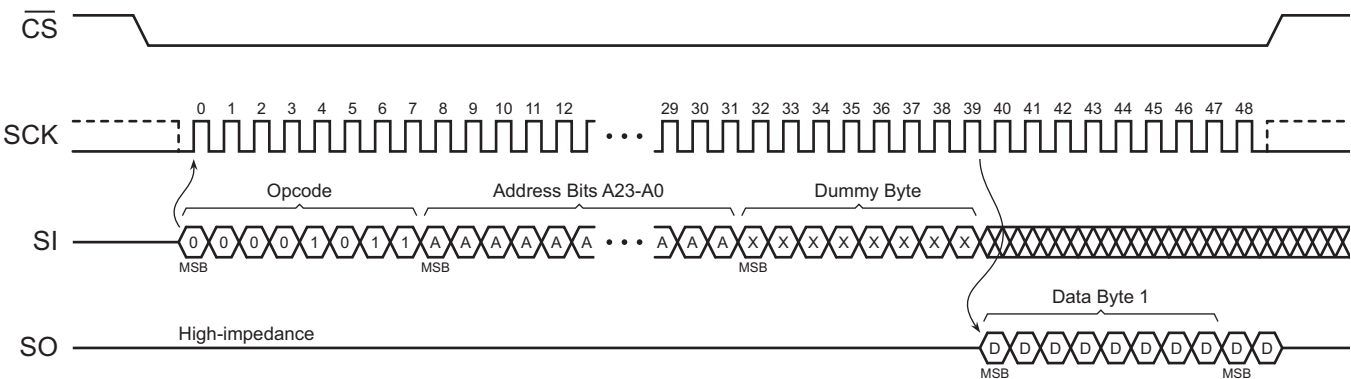 CS
0 1 2 3 4 5 6 7 8 9 10 11 12 29 30 31 32 33 34 35 36 37 38 39 40 41 42 43 44 45 46 47 48
SCK • • •
Opcode Address Bits A23-A0 Dummy Byte
SI 0 0 0 0 1 0 1 1 A A A A A A • • • A A A X X X X X X X X
MSB MSB MSB
Data Byte 1
High-impedance
SO D D D D D D D D D D
MSB MSB